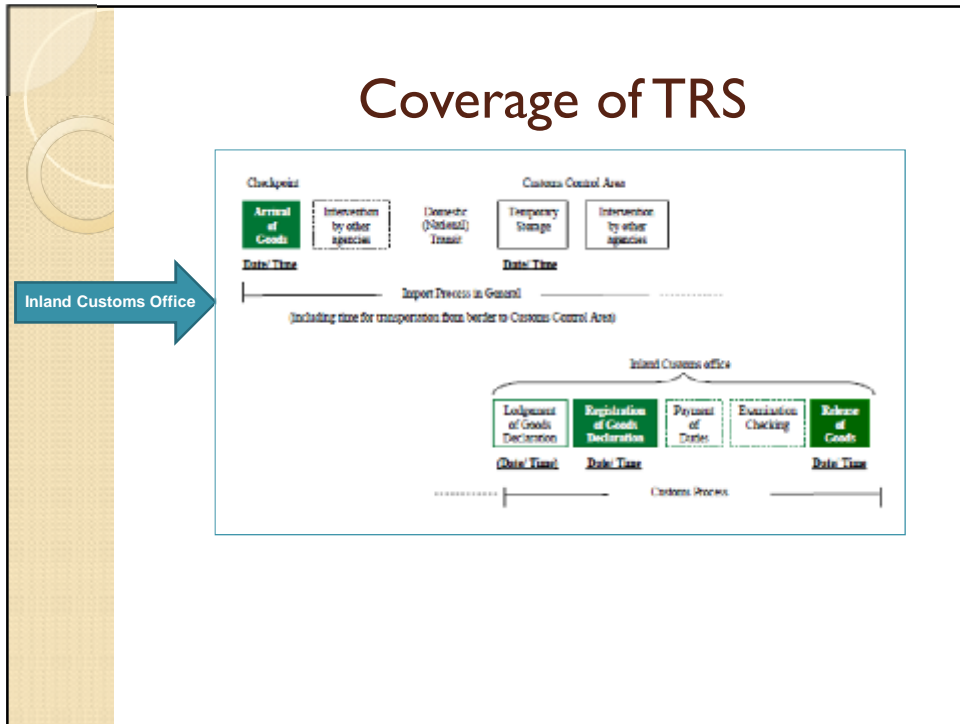 Coverage of TRS
Checkpoint
Customs Control Area
Arrival
of
Goods
Intervention
by other
agencies
Domestic
(National)
Transit
Temporary
Storage
Intervention
by other
agencies
Date/ Time
Date/ Time
Inland Customs Office
Import Process in General
(Including time for transportation from border to Customs Control Area)
Inland Customs office
Lodgement
of Goods
Declaration
Registration
of Goods
Declaration
Payment
of
Duties
Examination
Checking
Release
of
Goods
(Date/ Time)
Date/ Time
Date/ Time
Customs Process